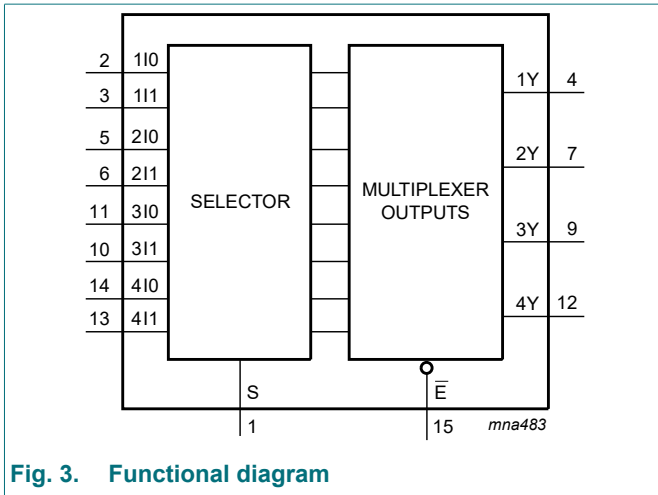 2 1I0
3 1I1
5 2I0
6 2I1
11 3I0
10 3I1
14 4I0
13 4I1
SELECTOR
MULTIPLEXER
OUTPUTS
1Y 4
2Y 7
3Y 9
4Y 12
S
E̅
1
15
mna483
Fig. 3. Functional diagram